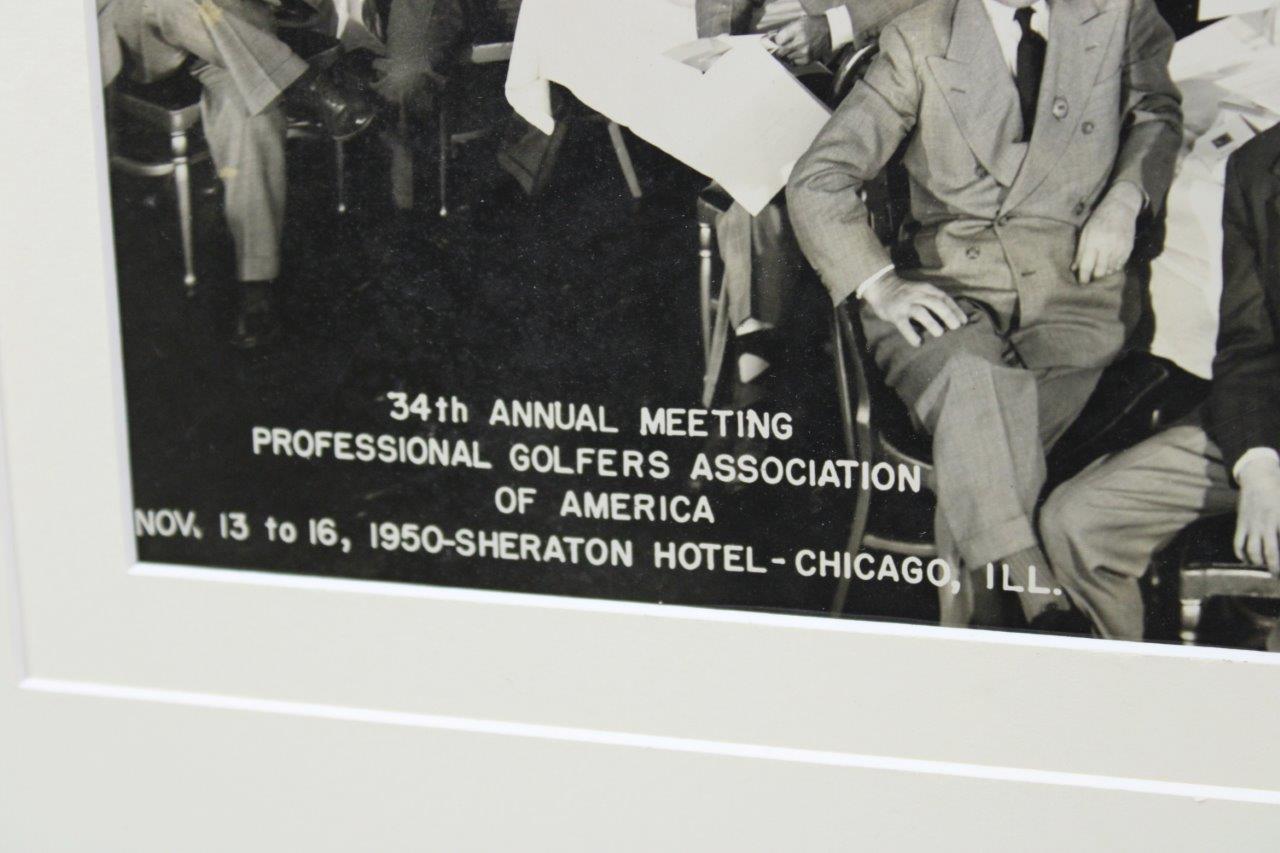 34th ANNUAL MEETING
PROFESSIONAL GOLFERS ASSOCIATION
OF AMERICA
NOV. 13 to 16, 1950-SHERATON HOTEL-CHICAGO, ILL.